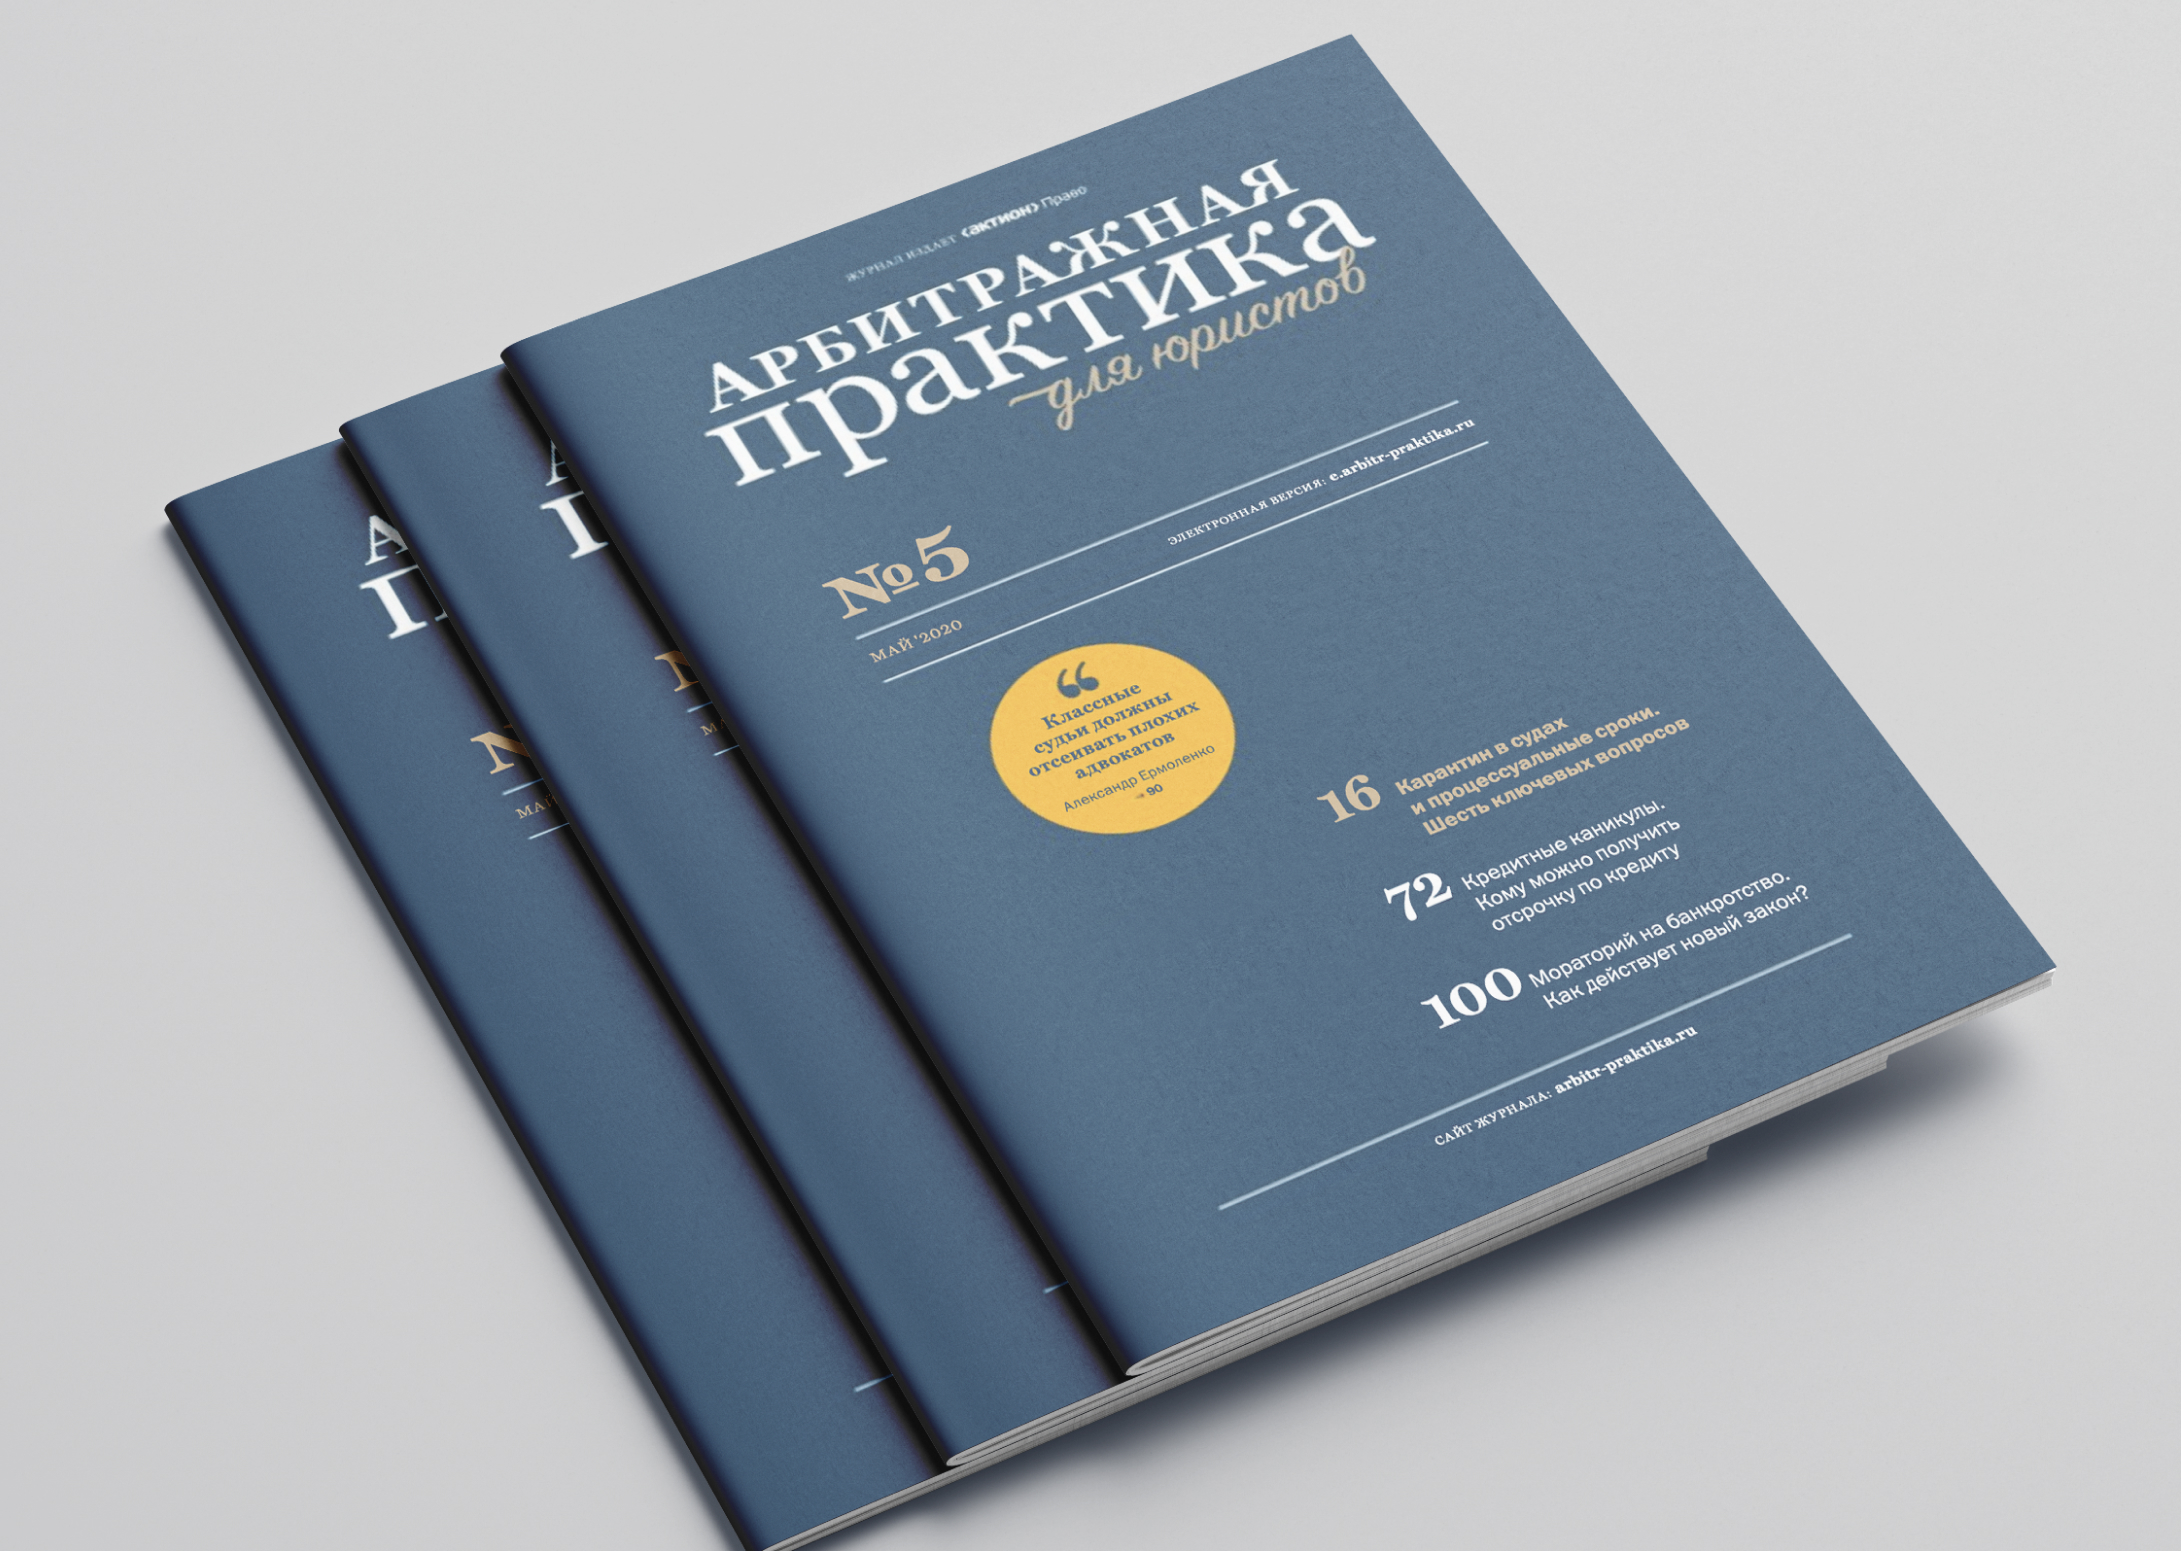 ЖУРНАЛ ИЗДАЕТ ‹актион› Право
АРБИТРАЖНАЯ
практика
для юристов
ЭЛЕКТРОННАЯ ВЕРСИЯ: e.arbitr-praktika.ru
№5
МАЙ '2020
“
Классные
судьи должны
отсеивать плохих
адвокатов
Александр Ермоленко
→90
16 Карантин в судах
и процессуальные сроки.
Шесть ключевых вопросов
72 Кредитные каникулы.
Кому можно получить
отсрочку по кредиту
100 Мораторий на банкротство.
Как действует новый закон?
САЙТ ЖУРНАЛА: arbitr-praktika.ru